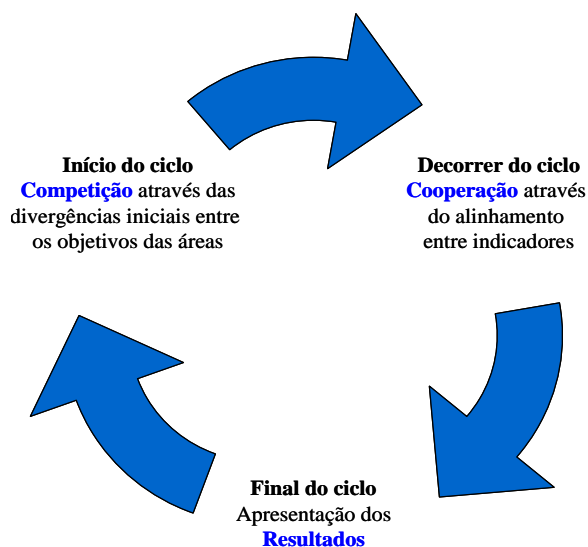 Início do ciclo
Competição através das
divergências iniciais entre
os objetivos das áreas
Decorrer do ciclo
Cooperação através
do alinhamento
entre indicadores
Final do ciclo
Apresentação dos
Resultados